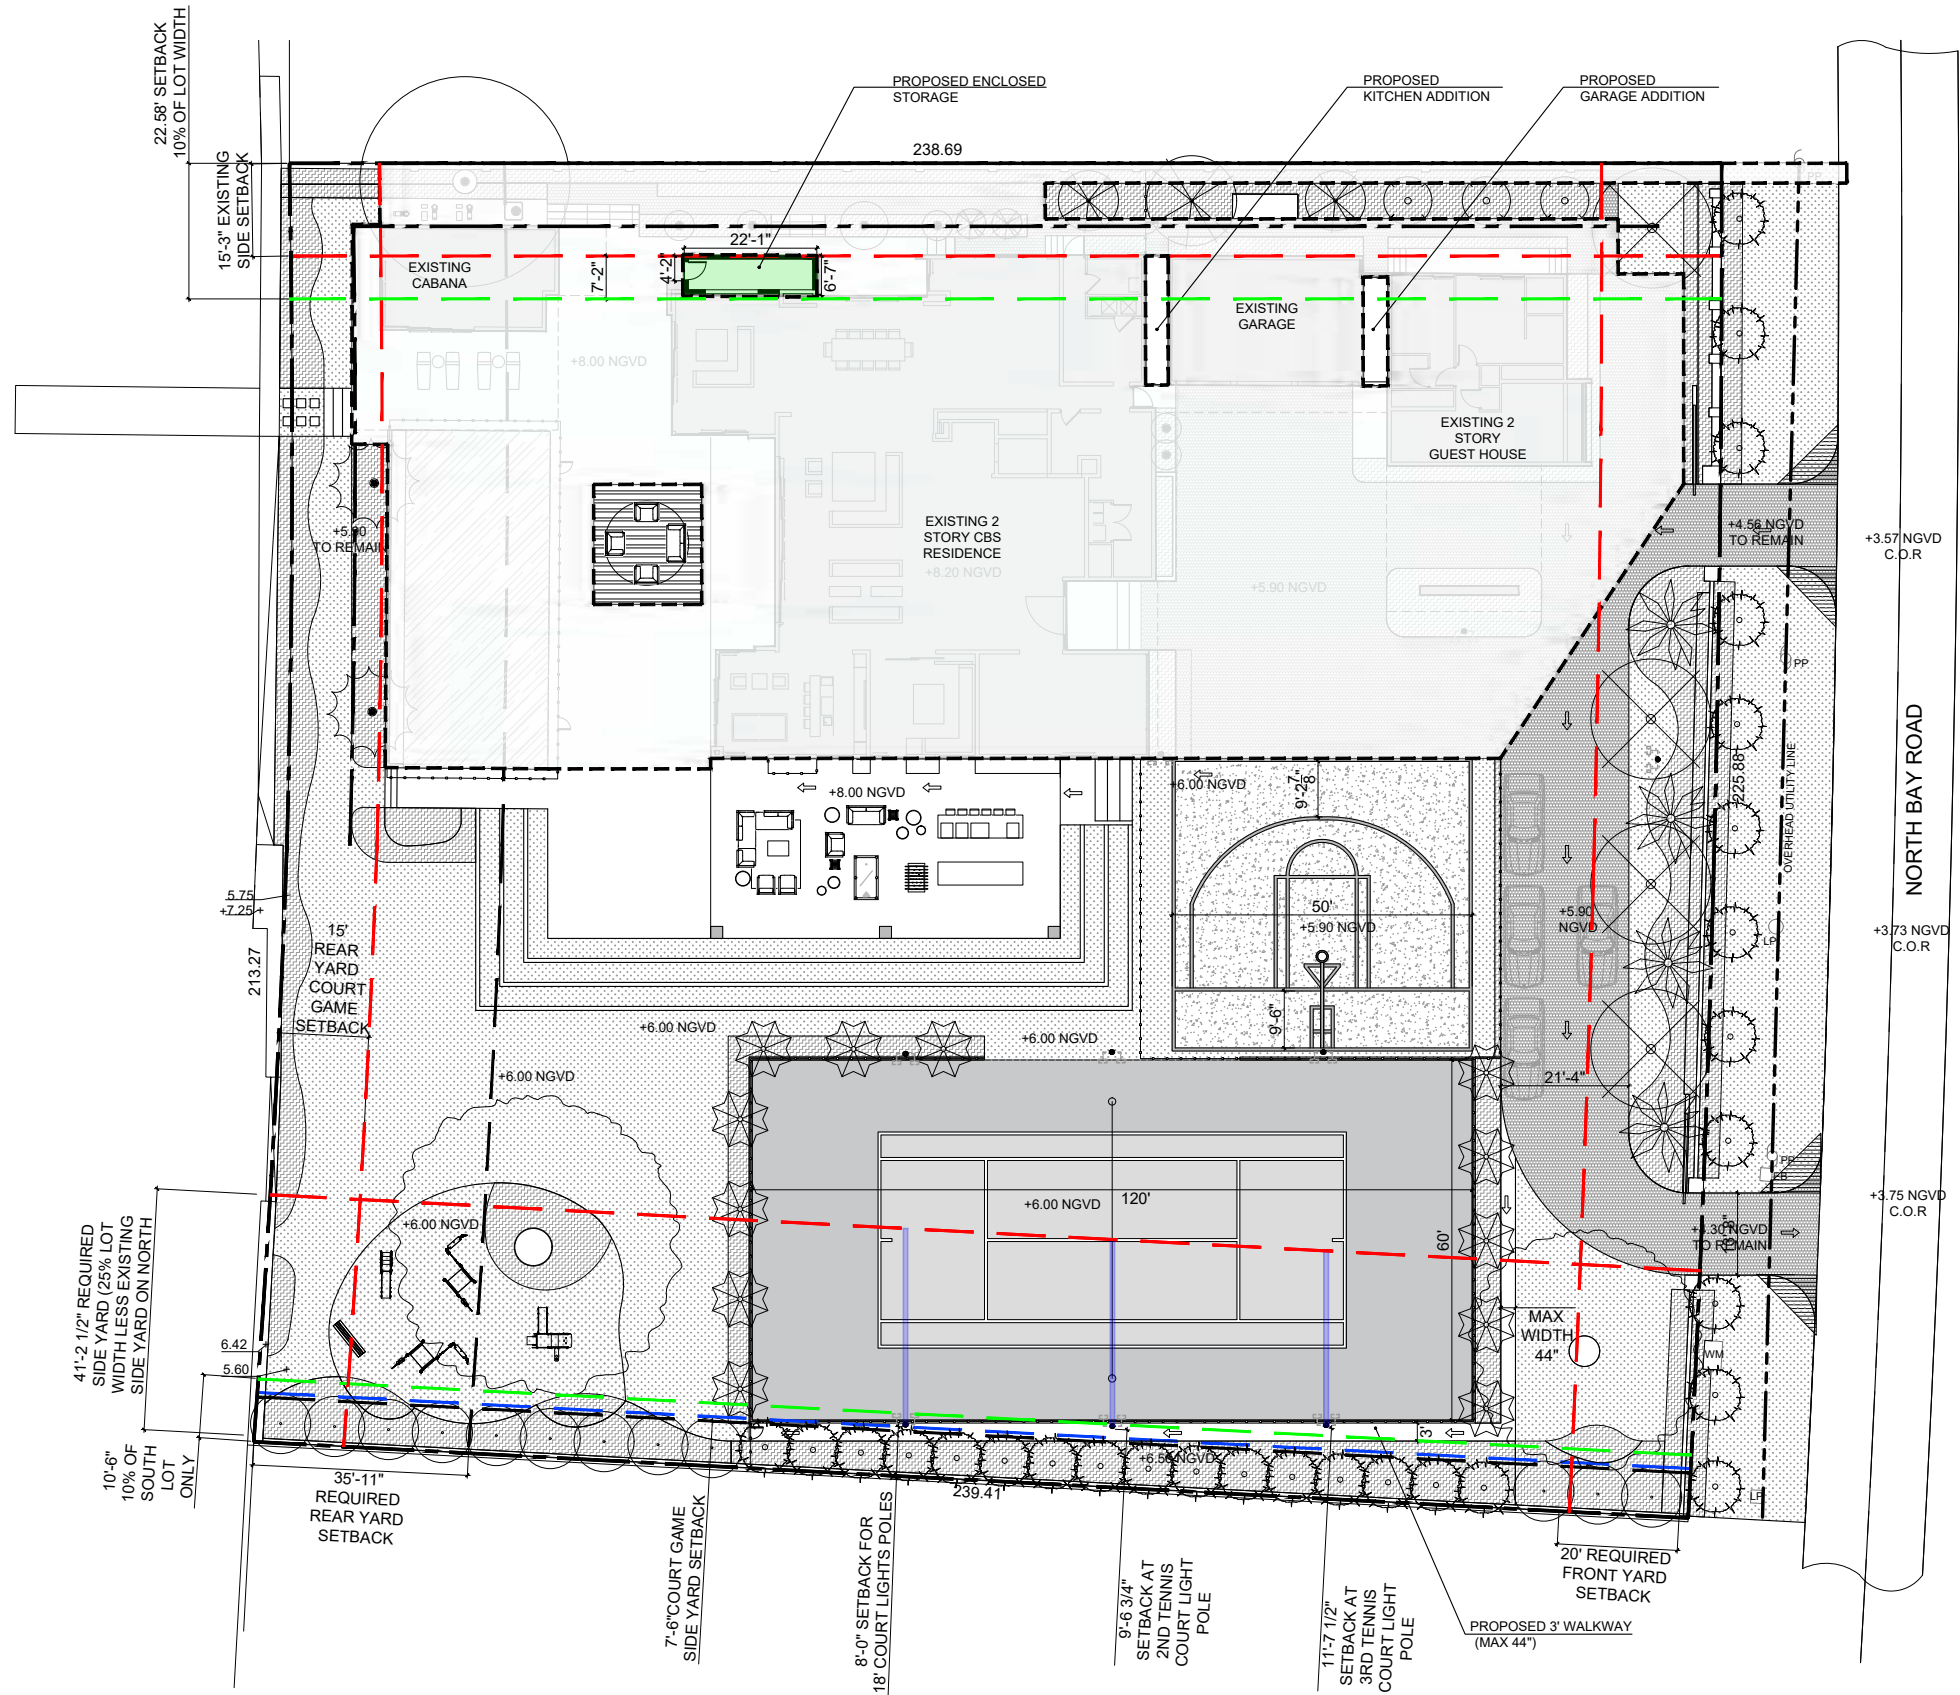 22.58' SETBACK
10% OF LOT WIDTH
15'-3" EXISTING
SIDE SETBACK
PROPOSED ENCLOSED
STORAGE
PROPOSED
KITCHEN ADDITION
PROPOSED
GARAGE ADDITION
238.69
PP
22'-1"
7'-2"
4'-2"
6'-7"
EXISTING
CABANA
EXISTING
GARAGE
+8.00 NGVD
EXISTING 2
STORY
GUEST HOUSE
EXISTING 2
STORY CBS
RESIDENCE
+8.20 NGVD
+5.90 NGVD
TO REMAIN
+4.56 NGVD
TO REMAIN
+3.57 NGVD
C.O.R
PP
NORTH BAY ROAD
OVERHEAD UTILITY LINE
225.88
+8.00 NGVD
+6.00 NGVD
9'-2 7/8"
50'
+5.90 NGVD
9'-6"
+5.90
NGVD
LP
+3.73 NGVD
C.O.R
5.75
+7.25 +
213.27
15'
REAR
YARD
COURT
GAME
SETBACK
+6.00 NGVD
+6.00 NGVD
+6.00 NGVD
21'-4"
+6.00 NGVD
+6.00 NGVD
120'
60'
PP
+3.75 NGVD
C.O.R
+4.30 NGVD
TO REMAIN
41'-2 1/2" REQUIRED
SIDE YARD (25% LOT
WIDTH LESS EXISTING
SIDE YARD ON NORTH
6.42
5.60
MAX
WIDTH
44"
WM
10'-6"
10% OF
SOUTH
LOT
ONLY
35'-11"
REQUIRED
REAR YARD
SETBACK
3'
239.41
LP
7'-6"COURT GAME
SIDE YARD SETBACK
8'-0" SETBACK FOR
18' COURT LIGHTS POLES
9'-6 3/4"
SETBACK AT
2ND TENNIS
COURT LIGHT
POLE
11'-7 1/2"
SETBACK AT
3RD TENNIS
COURT LIGHT
POLE
20' REQUIRED
FRONT YARD
SETBACK
PROPOSED 3' WALKWAY
(MAX 44")